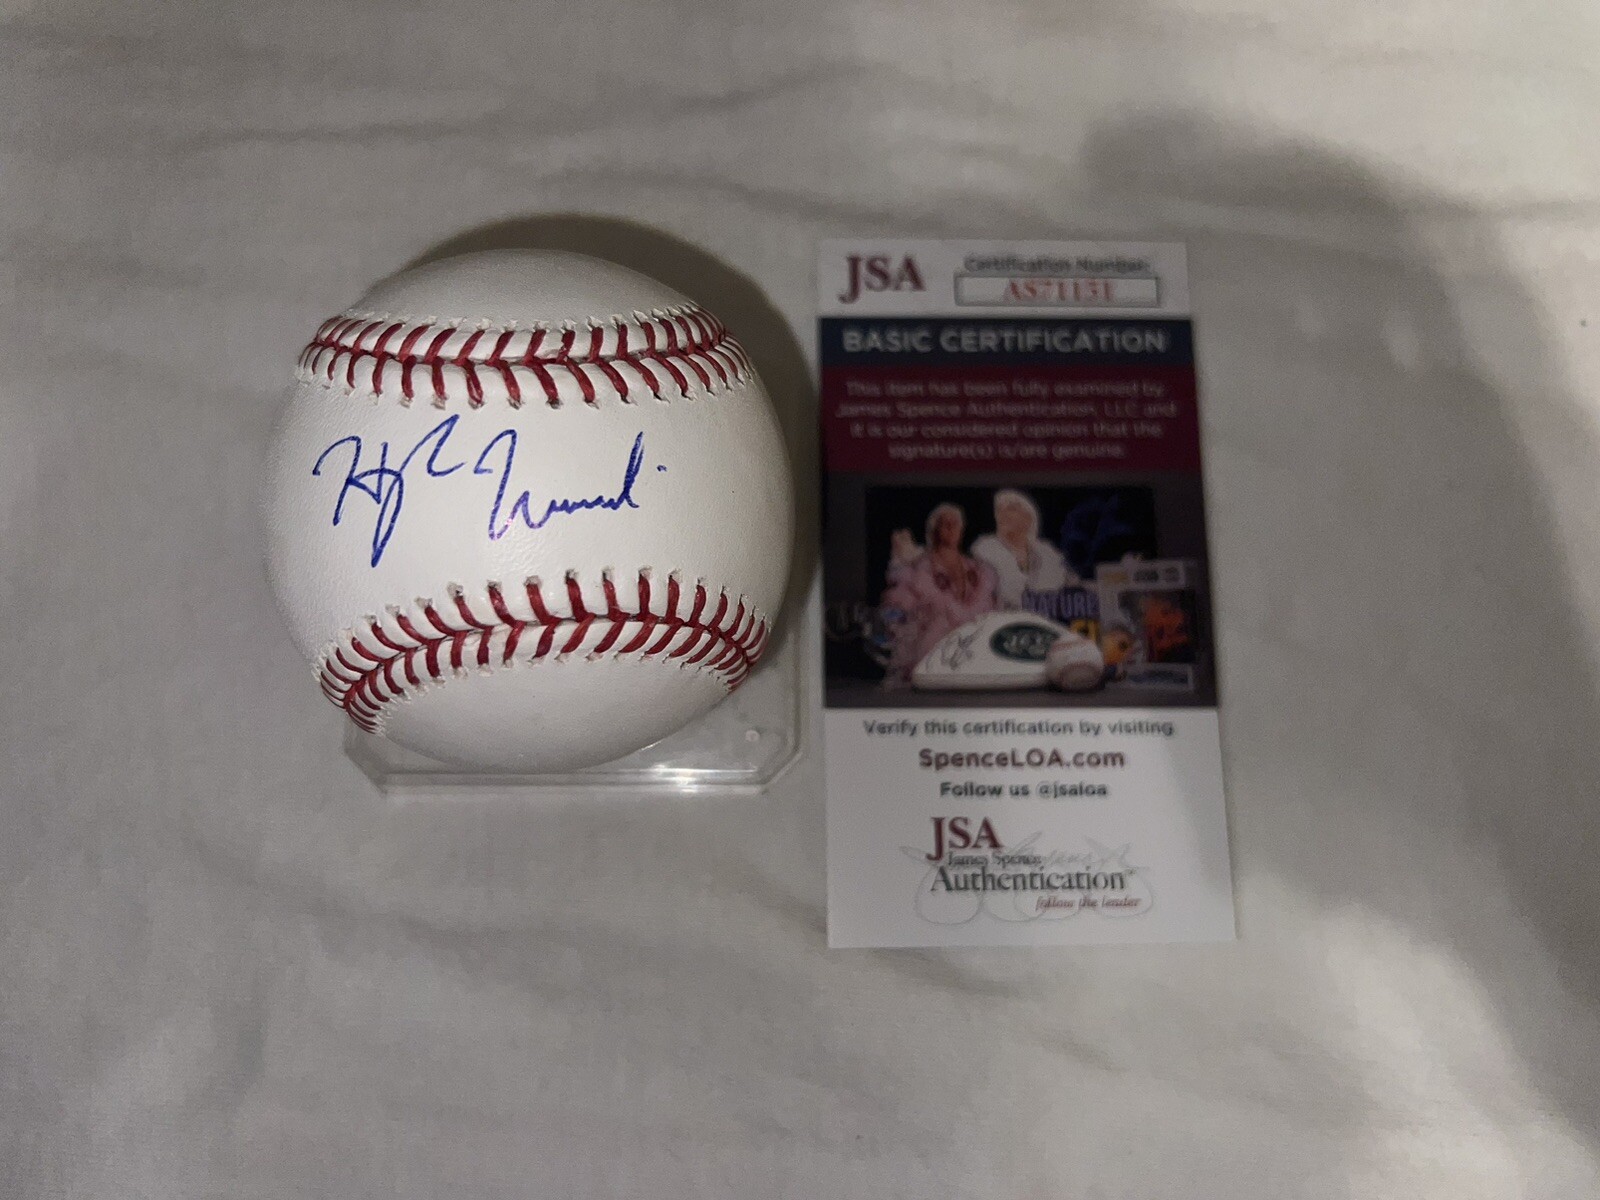 JSA
Certification Number:
AS71151
BASIC CERTIFICATION
This item has been fully examined by
James Spence Authentication, LLC and
it is our considered opinion that the
signature(s) is/are genuine.
NATURE
Verify this certification by visiting
SpenceLOA.com
Follow us @jsaloa
JSA
James Spence
Authentication
follow the leader